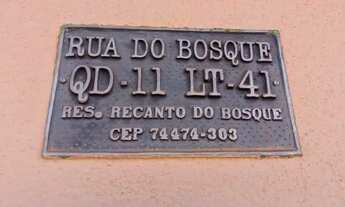 RUA DO BOSQUE
QD-11 LT-41
RES. RECANTO DO BOSQUE
CEP 74474-303